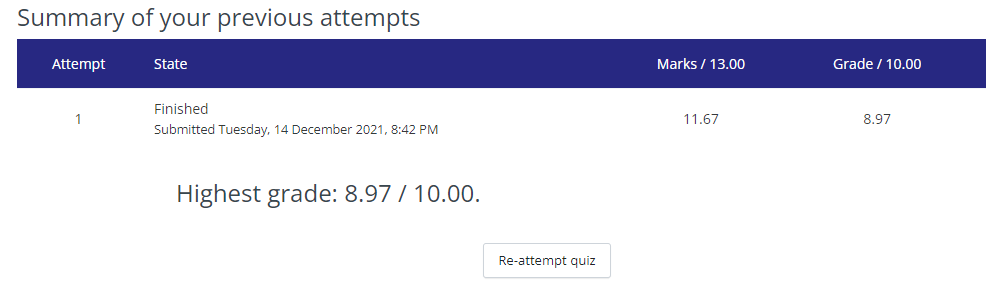 Summary of your previous attempts
Attempt State Marks / 13.00 Grade / 10.00
Finished
1 11.67 8.97
Submitted Tuesday, 14 December 2021, 8:42 PM
Highest grade: 8.97 / 10.00.
Re-attempt quiz